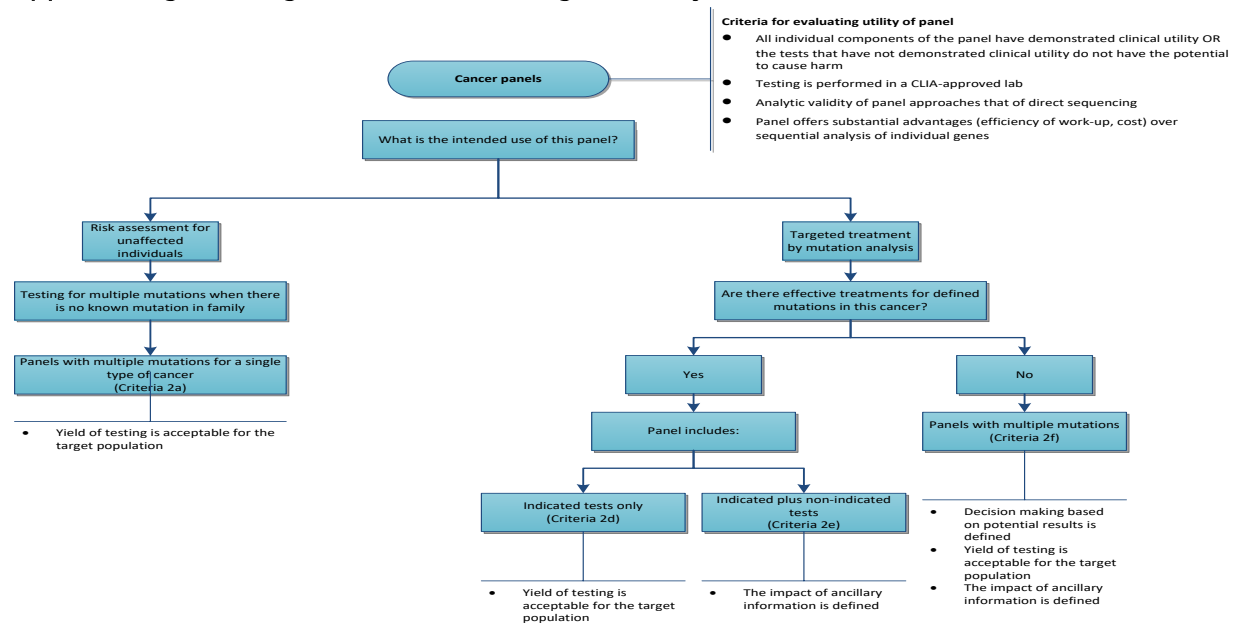 Criteria for evaluating utility of panel
• All individual components of the panel have demonstrated clinical utility OR
the tests that have not demonstrated clinical utility do not have the potential
to cause harm
• Testing is performed in a CLIA-approved lab
• Analytic validity of panel approaches that of direct sequencing
• Panel offers substantial advantages (efficiency of work-up, cost) over
sequential analysis of individual genes
Cancer panels
What is the intended use of this panel?
Risk assessment for
unaffected
individuals
Testing for multiple mutations when there
is no known mutation in family
Panels with multiple mutations for a single
type of cancer
(Criteria 2a)
• Yield of testing is acceptable for the
target population
Targeted treatment
by mutation analysis
Are there effective treatments for defined
mutations in this cancer?
Yes
No
Panel includes:
Panels with multiple mutations
(Criteria 2f)
Indicated tests only
(Criteria 2d)
Indicated plus non-indicated
tests
(Criteria 2e)
• Yield of testing is
acceptable for the target
population
• The impact of ancillary
information is defined
• Decision making based
on potential results is
defined
• Yield of testing is
acceptable for the target
population
• The impact of ancillary
information is defined